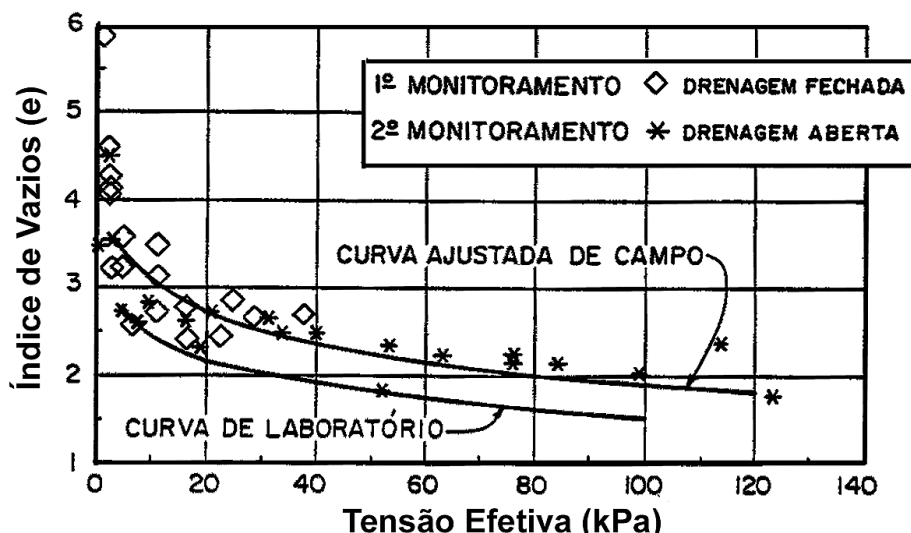 6
5
4
3
2
1
Índice de Vazios (e)
1º MONITORAMENTO ◇ DRENAGEM FECHADA
2º MONITORAMENTO * DRENAGEM ABERTA
CURVA AJUSTADA DE CAMPO
CURVA DE LABORATÓRIO
0 20 40 60 80 100 120 140
Tensão Efetiva (kPa)